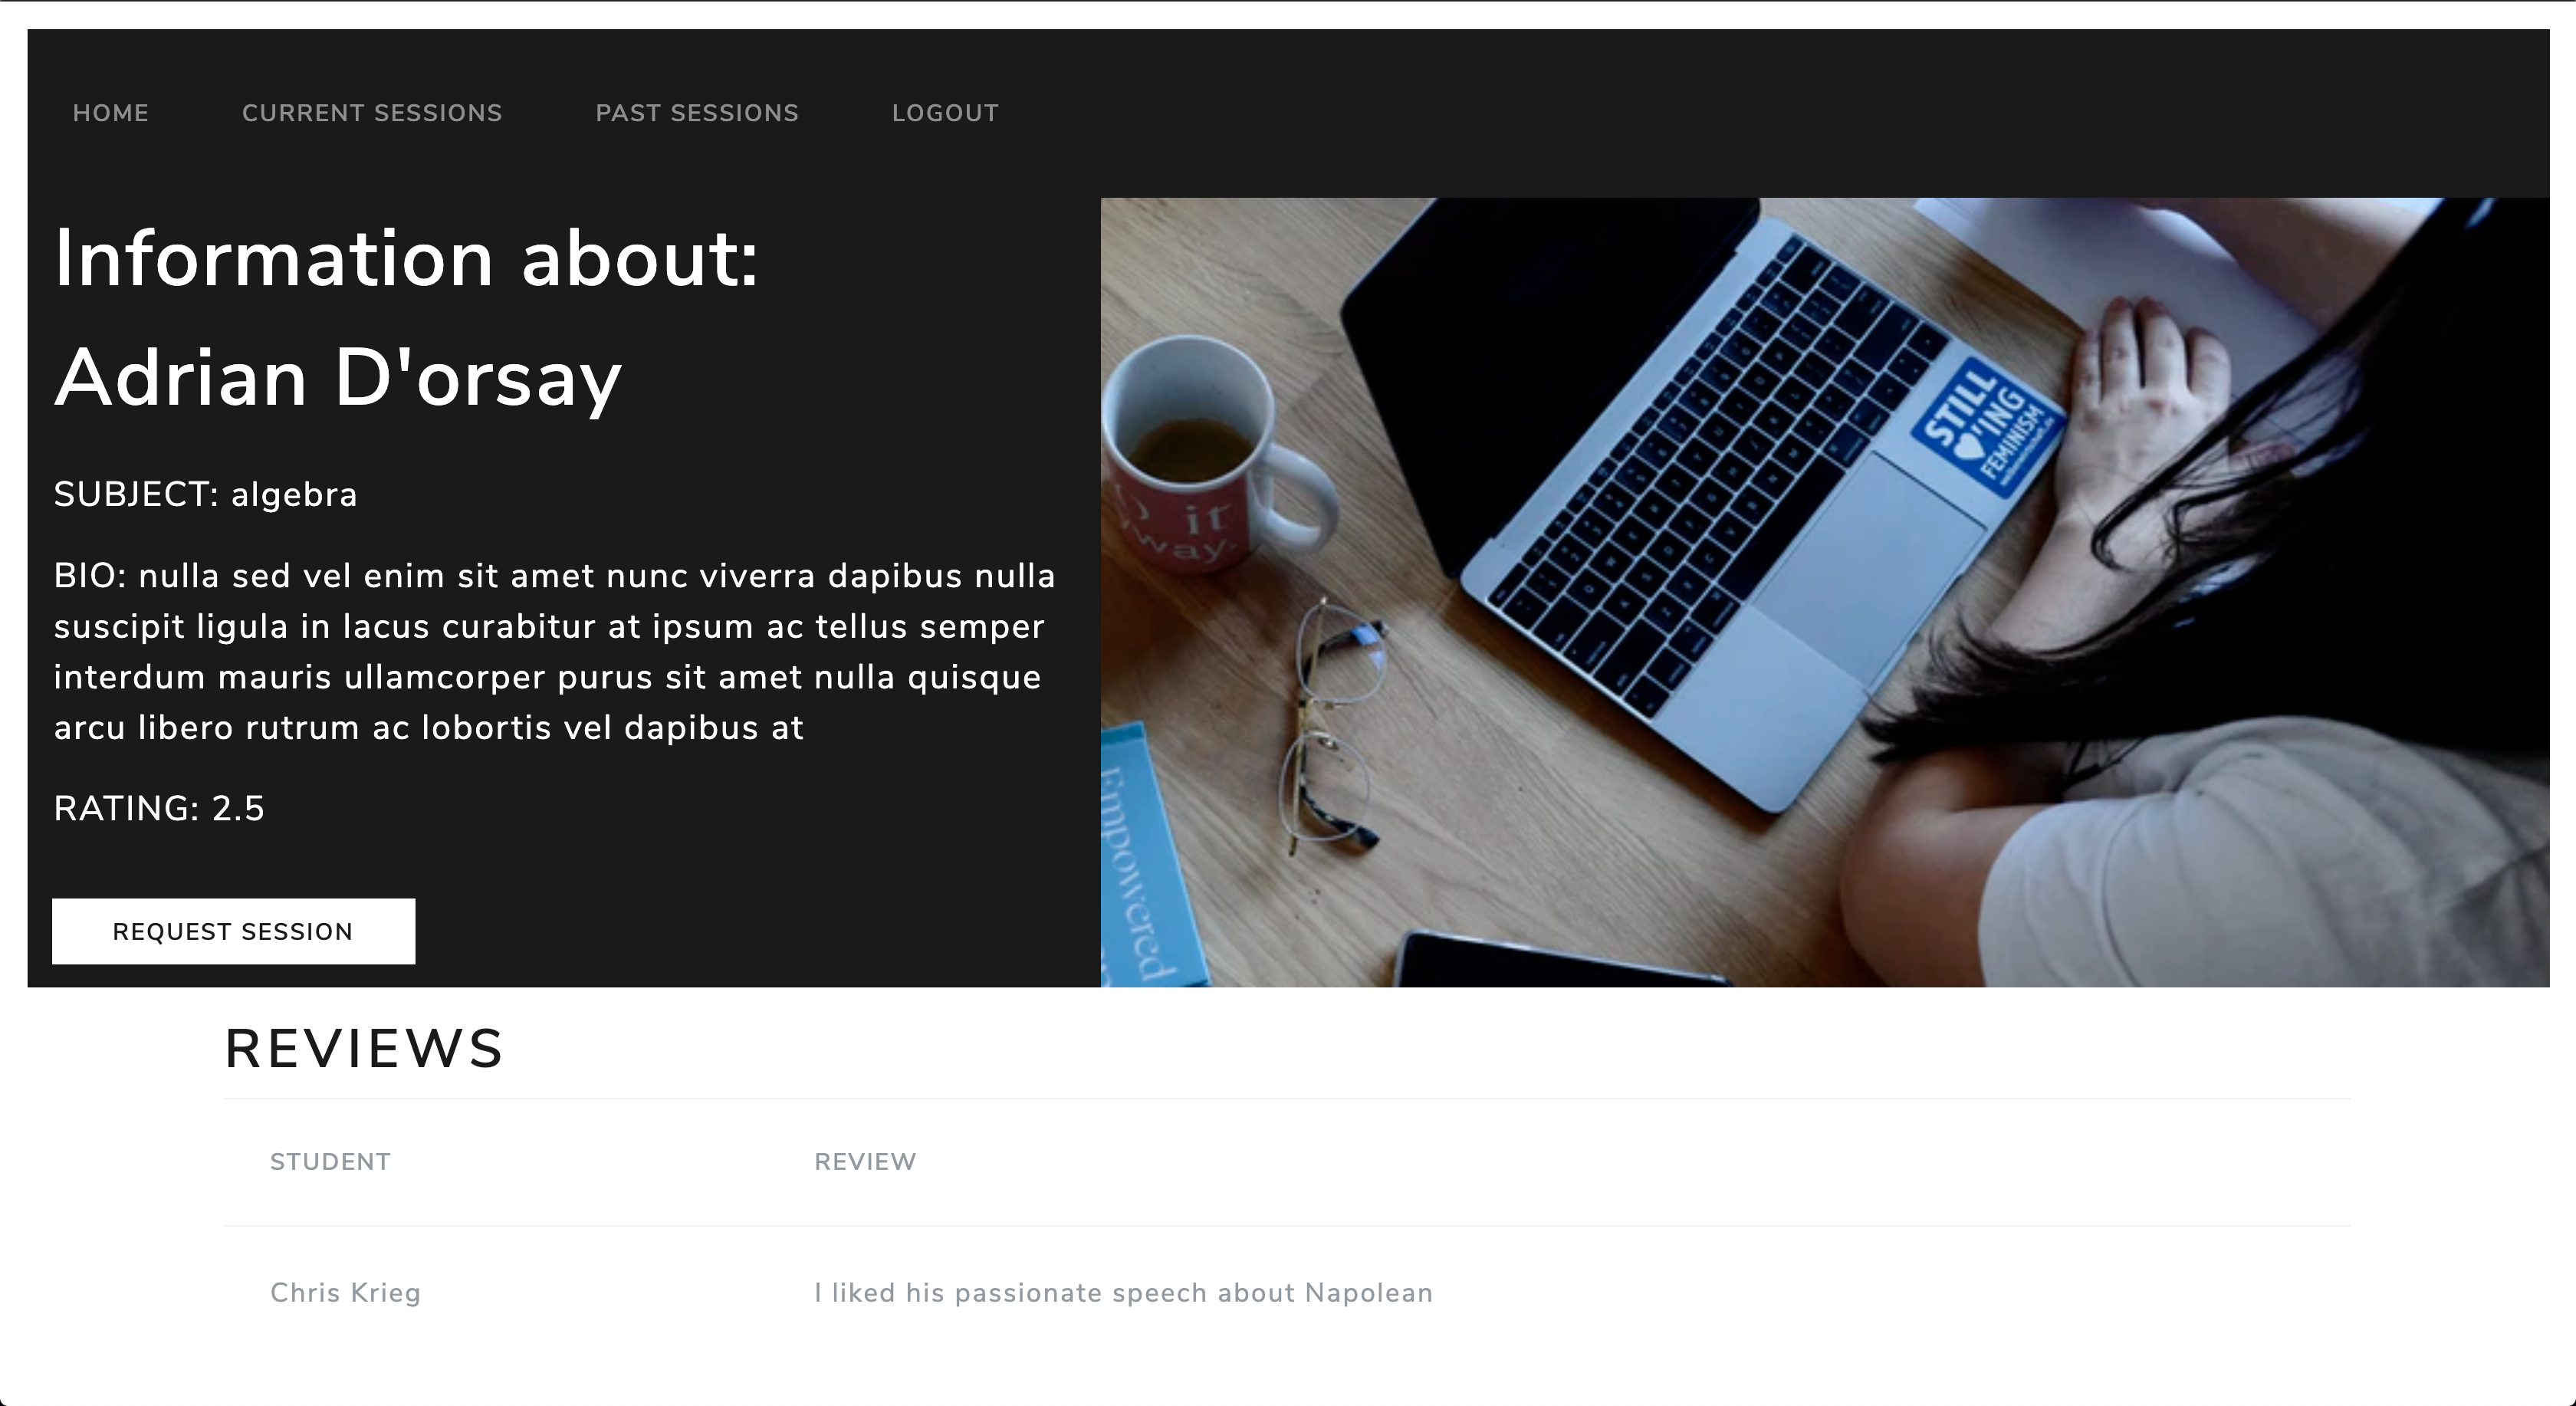 HOME CURRENT SESSIONS PAST SESSIONS LOGOUT
Information about:
Adrian D'orsay
SUBJECT: algebra
BIO: nulla sed vel enim sit amet nunc viverra dapibus nulla
suscipit ligula in lacus curabitur at ipsum ac tellus semper
interdum mauris ullamcorper purus sit amet nulla quisque
arcu libero rutrum ac lobortis vel dapibus at
RATING: 2.5
REQUEST SESSION
it
way.
STILL
♥'ING
FEMINISM
Empowered
REVIEWS
STUDENT REVIEW
Chris Krieg I liked his passionate speech about Napolean